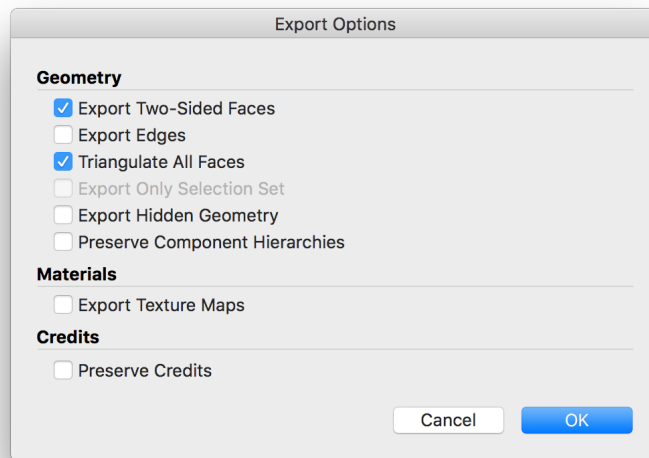 Export Options
Geometry
Export Two-Sided Faces
Export Edges
Triangulate All Faces
Export Only Selection Set
Export Hidden Geometry
Preserve Component Hierarchies
Materials
Export Texture Maps
Credits
Preserve Credits
Cancel OK